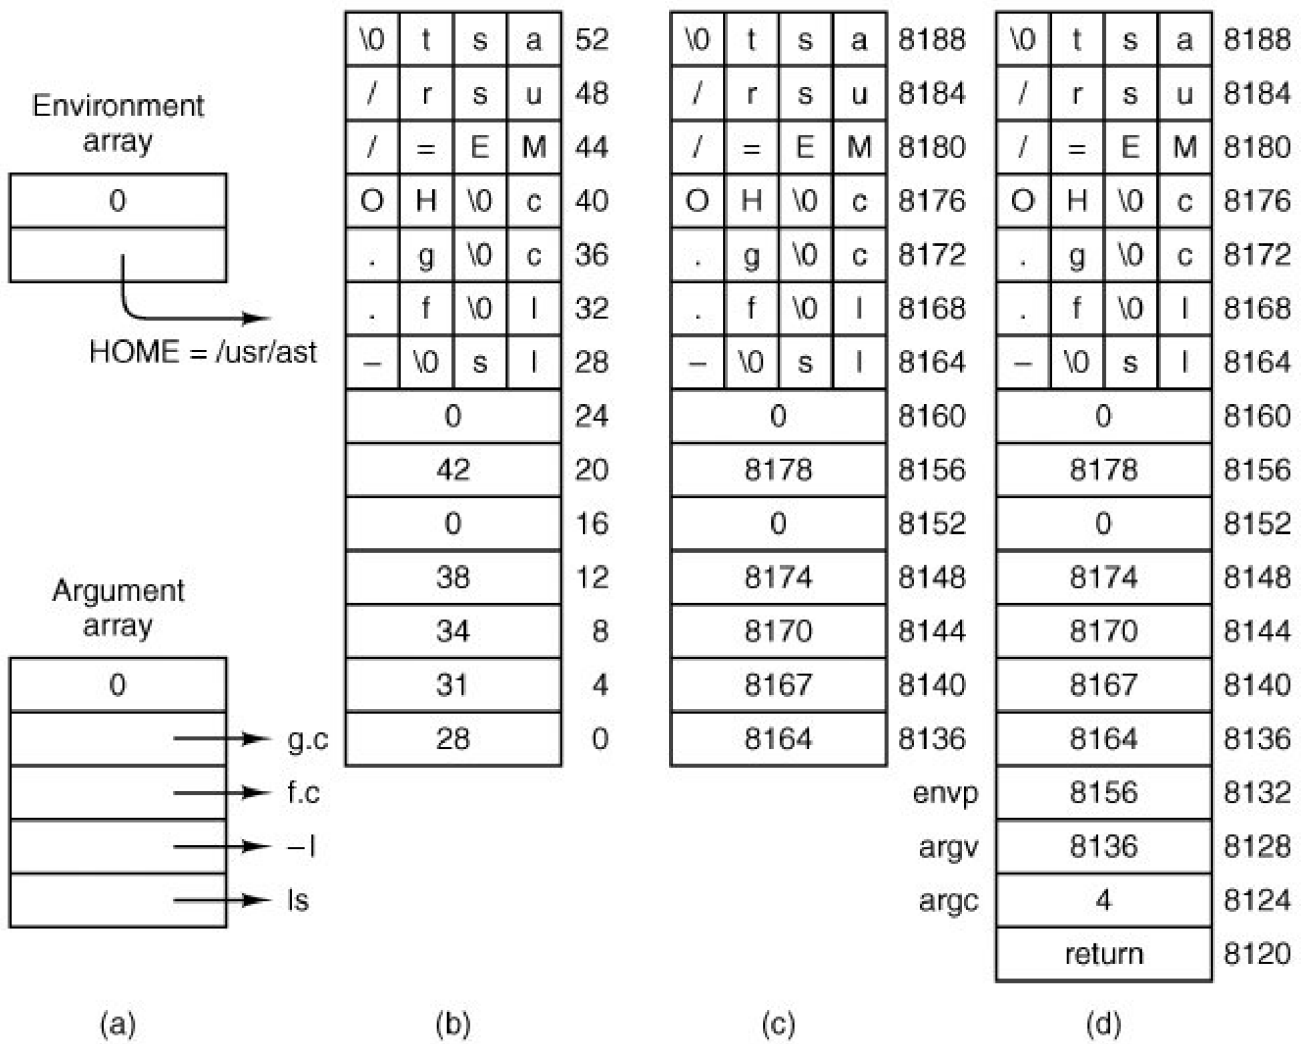 \0 t s a 52 \0 t s a 8188 \0 t s a 8188
/ r s u 48 / r s u 8184 / r s u 8184
Environment
array
/ = E M 44 / = E M 8180 / = E M 8180
0 O H \0 c 40 O H \0 c 8176 O H \0 c 8176
. g \0 c 36 . g \0 c 8172 . g \0 c 8172
. f \0 l 32 . f \0 l 8168 . f \0 l 8168
HOME = /usr/ast – \0 s l 28 – \0 s l 8164 – \0 s l 8164
0 24 0 8160 0 8160
42 20 8178 8156 8178 8156
0 16 0 8152 0 8152
Argument
array
38 12 8174 8148 8174 8148
34 8 8170 8144 8170 8144
0 31 4 8167 8140 8167 8140
g.c 28 0 8164 8136 8164 8136
f.c envp 8156 8132
–l argv 8136 8128
ls argc 4 8124
return 8120
(a) (b) (c) (d)